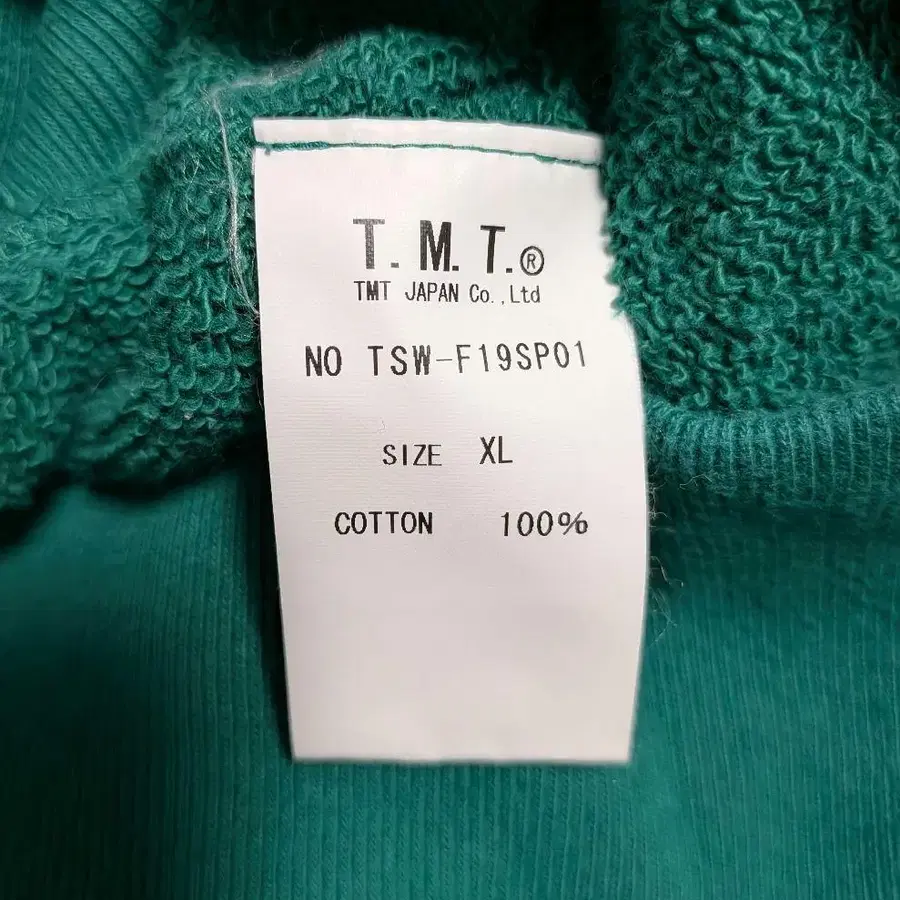 T.M.T.®
TMT JAPAN Co.,Ltd
NO TSW-F19SP01
SIZE XL
COTTON 100%